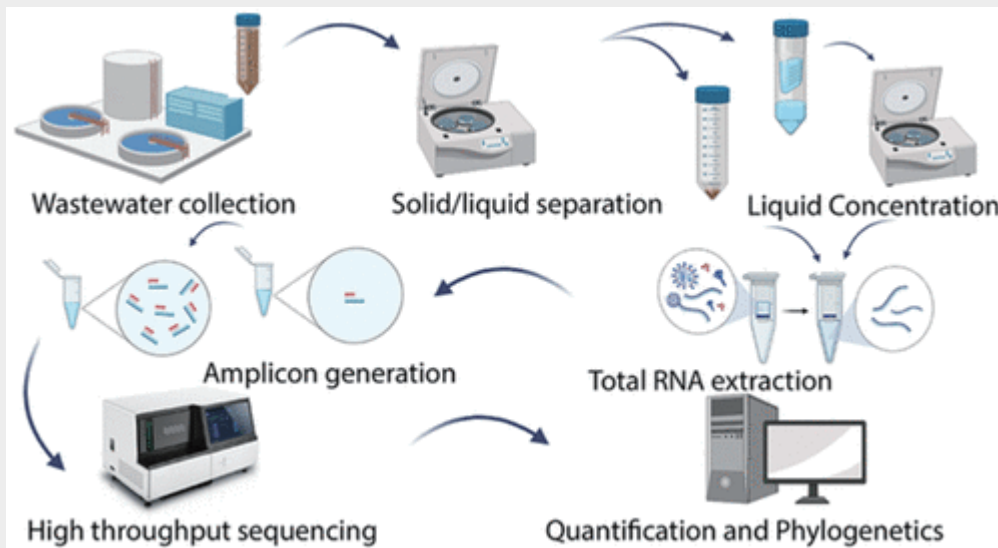 Wastewater collection
Solid/liquid separation
Liquid Concentration
Amplicon generation
Total RNA extraction
High throughput sequencing
Quantification and Phylogenetics